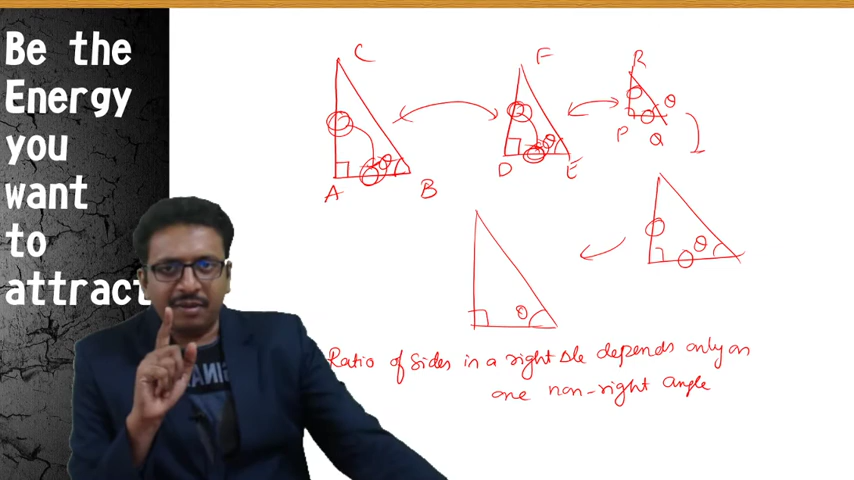 Be the
Energy
you
want
to
attract
C
F
R
θ
θ
θ
P
Q
A
B
D
E
θ
θ
Ratio of sides in a right Δle depends only on
one non-right angle